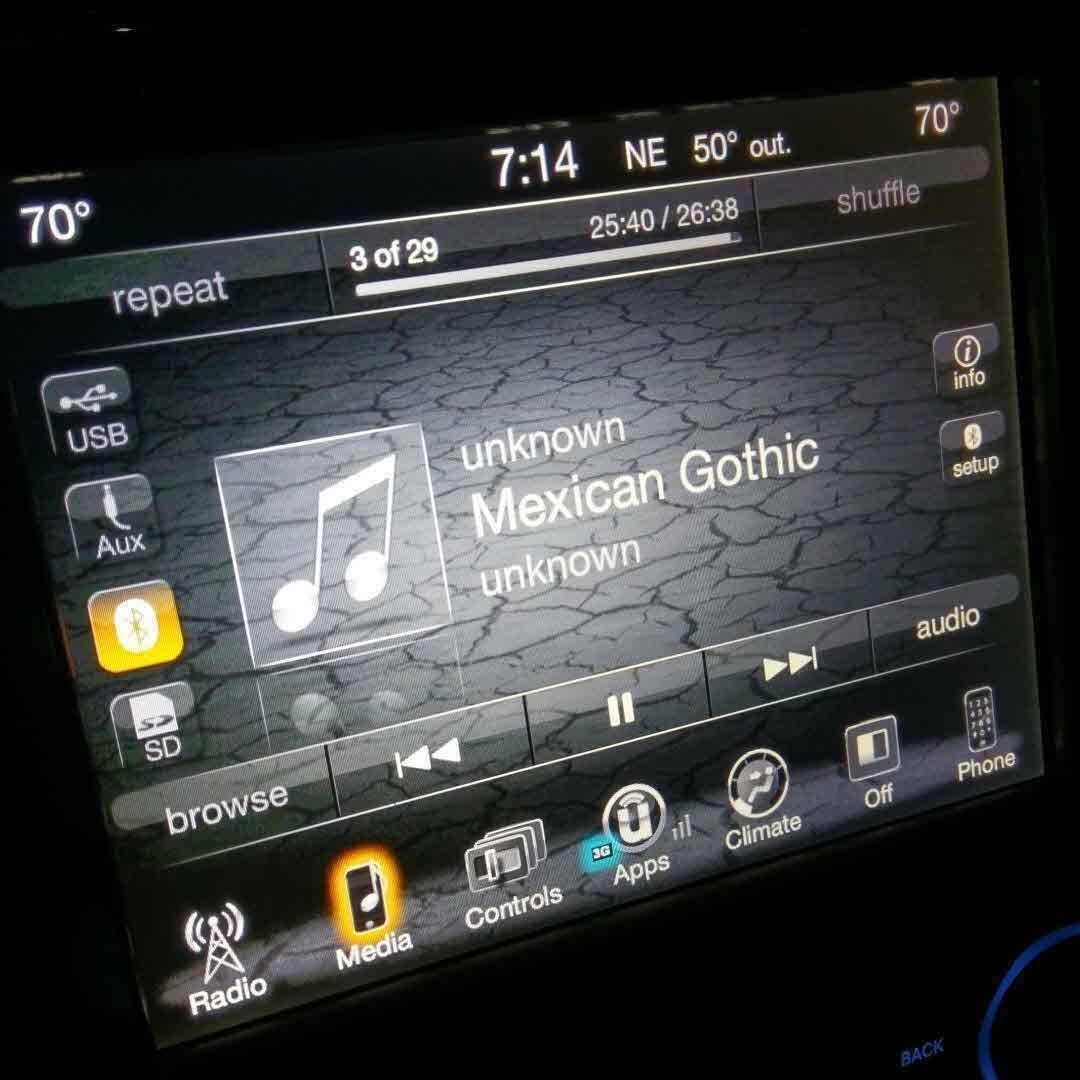 7:14 NE 50° out. 70°
70°
repeat 3 of 29 25:40 / 26:38 shuffle
USB
info
unknown
Mexican Gothic
unknown
setup
Aux
SD
browse audio
Radio Media Controls 3G Apps Climate Off Phone
BACK